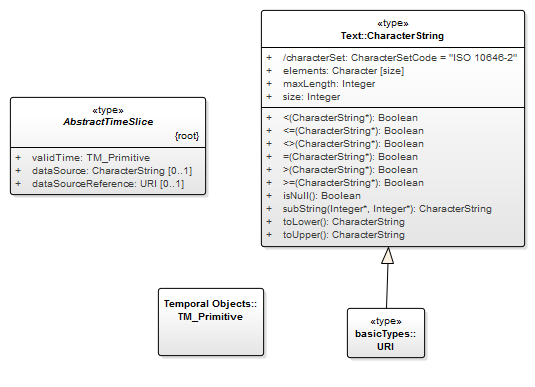 «type»
Text::CharacterString
+ /characterSet: CharacterSetCode = "ISO 10646-2"
+ elements: Character [size]
+ maxLength: Integer
+ size: Integer
+ <(CharacterString*): Boolean
+ <=(CharacterString*): Boolean
+ <>(CharacterString*): Boolean
+ =(CharacterString*): Boolean
+ >(CharacterString*): Boolean
+ >=(CharacterString*): Boolean
+ isNull(): Boolean
+ subString(Integer*, Integer*): CharacterString
+ toLower(): CharacterString
+ toUpper(): CharacterString
«type»
AbstractTimeSlice
{root}
+ validTime: TM_Primitive
+ dataSource: CharacterString [0..1]
+ dataSourceReference: URI [0..1]
Temporal Objects::
TM_Primitive
«type»
basicTypes::
URI